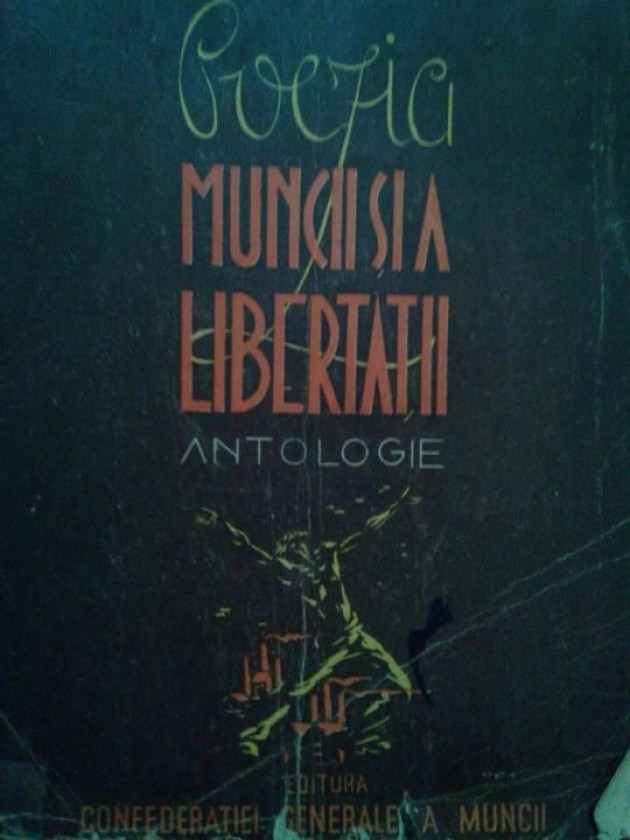 Poezia
MUNCII ȘI A
LIBERTĂȚII
ANTOLOGIE
EDITURA
CONFEDERAȚIEI GENERALE A MUNCII